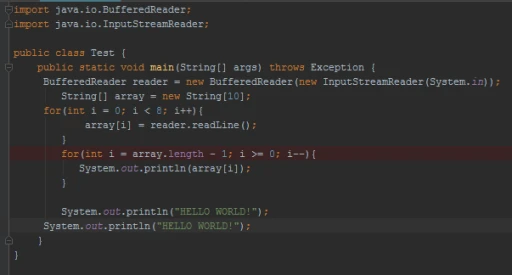 import java.io.BufferedReader;
import java.io.InputStreamReader;
public class Test {
public static void main(String[] args) throws Exception {
BufferedReader reader = new BufferedReader(new InputStreamReader(System.in));
String[] array = new String[10];
for(int i = 0; i < 8; i++){
array[i] = reader.readLine();
}
for(int i = array.length - 1; i >= 0; i--){
System.out.println(array[i]);
}
System.out.println("HELLO WORLD!");
System.out.println("HELLO WORLD!");
}
}